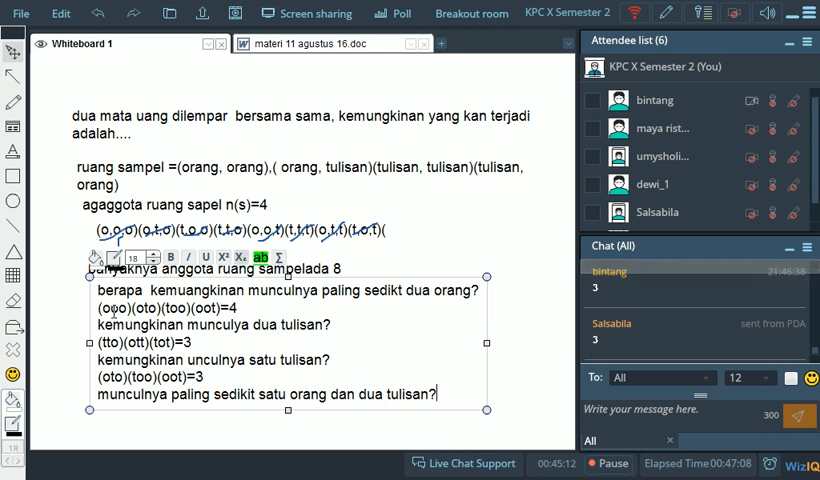 File Edit Screen sharing Poll Breakout room KPC X Semester 2
Whiteboard 1 materi 11 agustus 16.doc
Attendee list (6)
KPC X Semester 2 (You)
bintang
maya rist...
umysholi...
dewi_1
Salsabila
dua mata uang dilempar bersama sama, kemungkinan yang kan terjadi
adalah....
ruang sampel =(orang, orang),( orang, tulisan)(tulisan, tulisan)(tulisan,
orang)
agaggota ruang sapel n(s)=4
(o,o,o)(o,t,o)(t,o,o)(t,t,o)(o,o,t)(t,t,t)(o,t,t)(t,o,t)(
18 B I U X² X₂ ab Σ
banyaknya anggota ruang sampelada 8
berapa kemuangkinan munculnya paling sedikt dua orang?
(ooo)(oto)(too)(oot)=4
kemungkinan munculya dua tulisan?
(tto)(ott)(tot)=3
kemungkinan unculnya satu tulisan?
(oto)(too)(oot)=3
munculnya paling sedikit satu orang dan dua tulisan?
Chat (All)
bintang 21:46:38
3
Salsabila sent from PDA
3
To: All 12
Write your message here. 300
All
18
Live Chat Support 00:45:12 Pause Elapsed Time 00:47:08 WizIQ